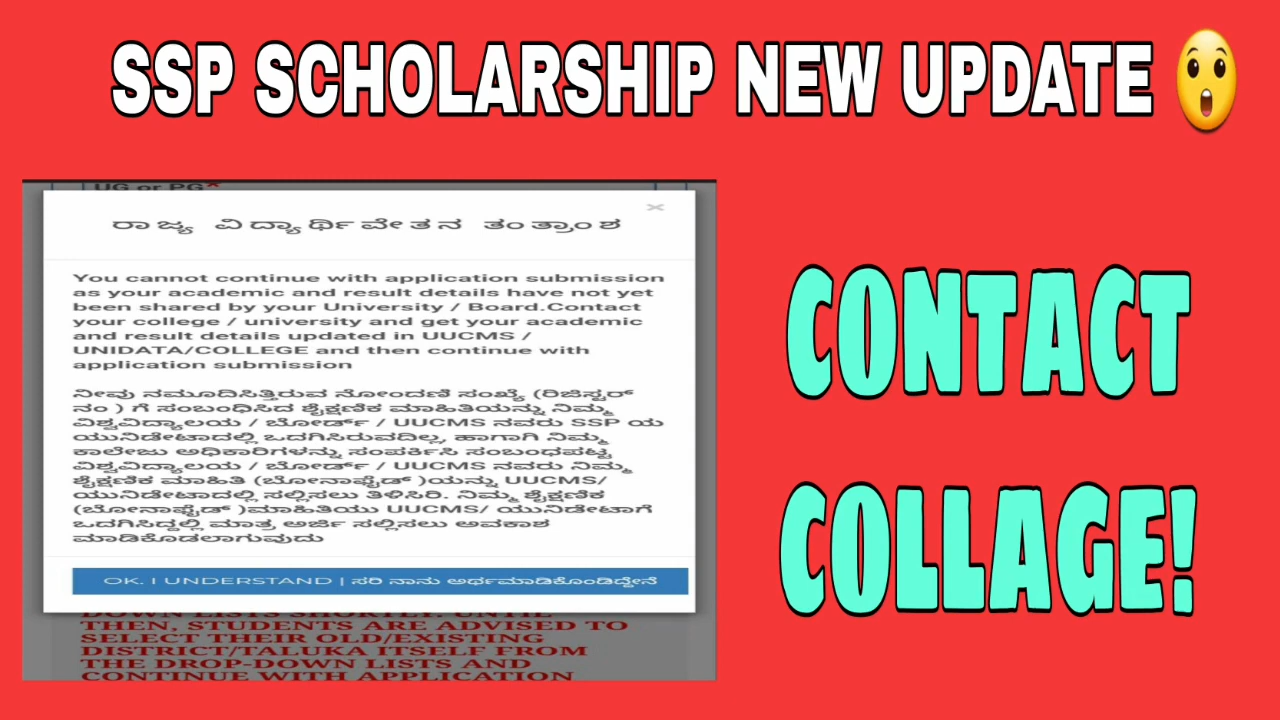 SSP SCHOLARSHIP NEW UPDATE
UG or PG*
ರಾಜ್ಯ ವಿದ್ಯಾರ್ಥಿವೇತನ ತಂತ್ರಾಂಶ
You cannot continue with application submission
as your academic and result details have not yet
been shared by your University / Board.Contact
your college / university and get your academic
and result details updated in UUCMS /
UNIDATA/COLLEGE and then continue with
application submission
ನೀವು ನಮೂದಿಸಿತ್ತಿರುವ ನೋಂದಣಿ ಸಂಖ್ಯೆ (ರಿಜಿಸ್ಟರ್
ನಂ ) ಗೆ ಸಂಬಂಧಿಸಿದ ಶೈಕ್ಷಣಿಕ ಮಾಹಿತಿಯನ್ನು ನಿಮ್ಮ
ವಿಶ್ವವಿದ್ಯಾಲಯ / ಬೋರ್ಡ್ / UUCMS ನವರು SSP ಯ
ಯುನಿಡೇಟಾದಲ್ಲಿ ಒದಗಿಸಿರುವದಿಲ್ಲ, ಹಾಗಾಗಿ ನಿಮ್ಮ
ಕಾಲೇಜು ಅಧಿಕಾರಿಗಳನ್ನು ಸಂಪರ್ಕಿಸಿ ಸಂಬಂಧಪಟ್ಟ
ವಿಶ್ವವಿದ್ಯಾಲಯ / ಬೋರ್ಡ್ / UUCMS ನವರು ನಿಮ್ಮ
ಶೈಕ್ಷಣಿಕ ಮಾಹಿತಿ (ಬೋನಾಫೈಡ್ )ಯನ್ನು UUCMS/
ಯುನಿಡೇಟಾದಲ್ಲಿ ಸಲ್ಲಿಸಲು ತಿಳಿಸಿರಿ. ನಿಮ್ಮ ಶೈಕ್ಷಣಿಕ
(ಬೋನಾಫೈಡ್ )ಮಾಹಿತಿಯು UUCMS/ ಯುನಿಡೇಟಾಗೆ
ಒದಗಿಸಿದ್ದಲ್ಲಿ ಮಾತ್ರ ಅರ್ಜಿ ಸಲ್ಲಿಸಲು ಅವಕಾಶ
ಮಾಡಿಕೊಡಲಾಗುವುದು
OK. I UNDERSTAND | ಸರಿ ನಾನು ಅರ್ಥಮಾಡಿಕೊಂಡಿದ್ದೇನೆ
DOWN LISTS SHORTLY. UNTIL
THEN, STUDENTS ARE ADVISED TO
SELECT THEIR OLD/EXISTING
DISTRICT/TALUKA ITSELF FROM
THE DROP-DOWN LISTS AND
CONTINUE WITH APPLICATION
CONTACT
COLLAGE!